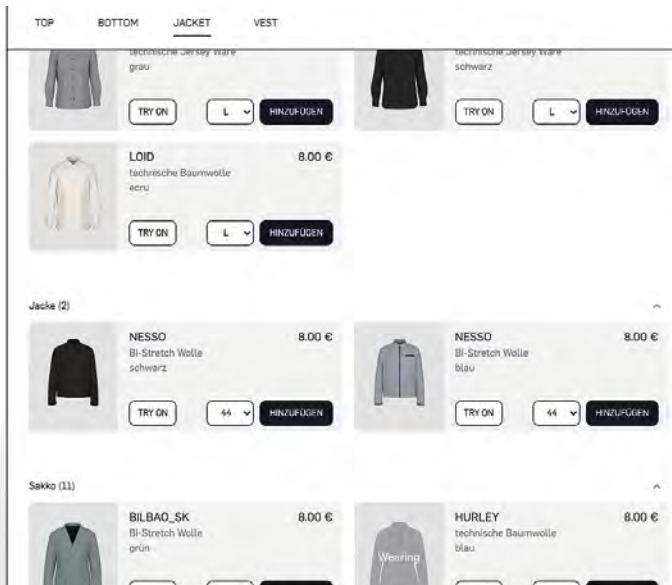 TOP BOTTOM JACKET VEST
technische Jersey Ware
grau
TRY ON L HINZUFÜGEN
technische Jersey Ware
schwarz
TRY ON L HINZUFÜGEN
LOID 8.00 €
technische Baumwolle
ecru
TRY ON L HINZUFÜGEN
Jacke (2)
NESSO 8.00 €
Bi-Stretch Wolle
schwarz
TRY ON 44 HINZUFÜGEN
NESSO 8.00 €
Bi-Stretch Wolle
blau
TRY ON 44 HINZUFÜGEN
Sakko (11)
BILBAO_SK 8.00 €
Bi-Stretch Wolle
grün
HURLEY 8.00 €
technische Baumwolle
blau
Wearing